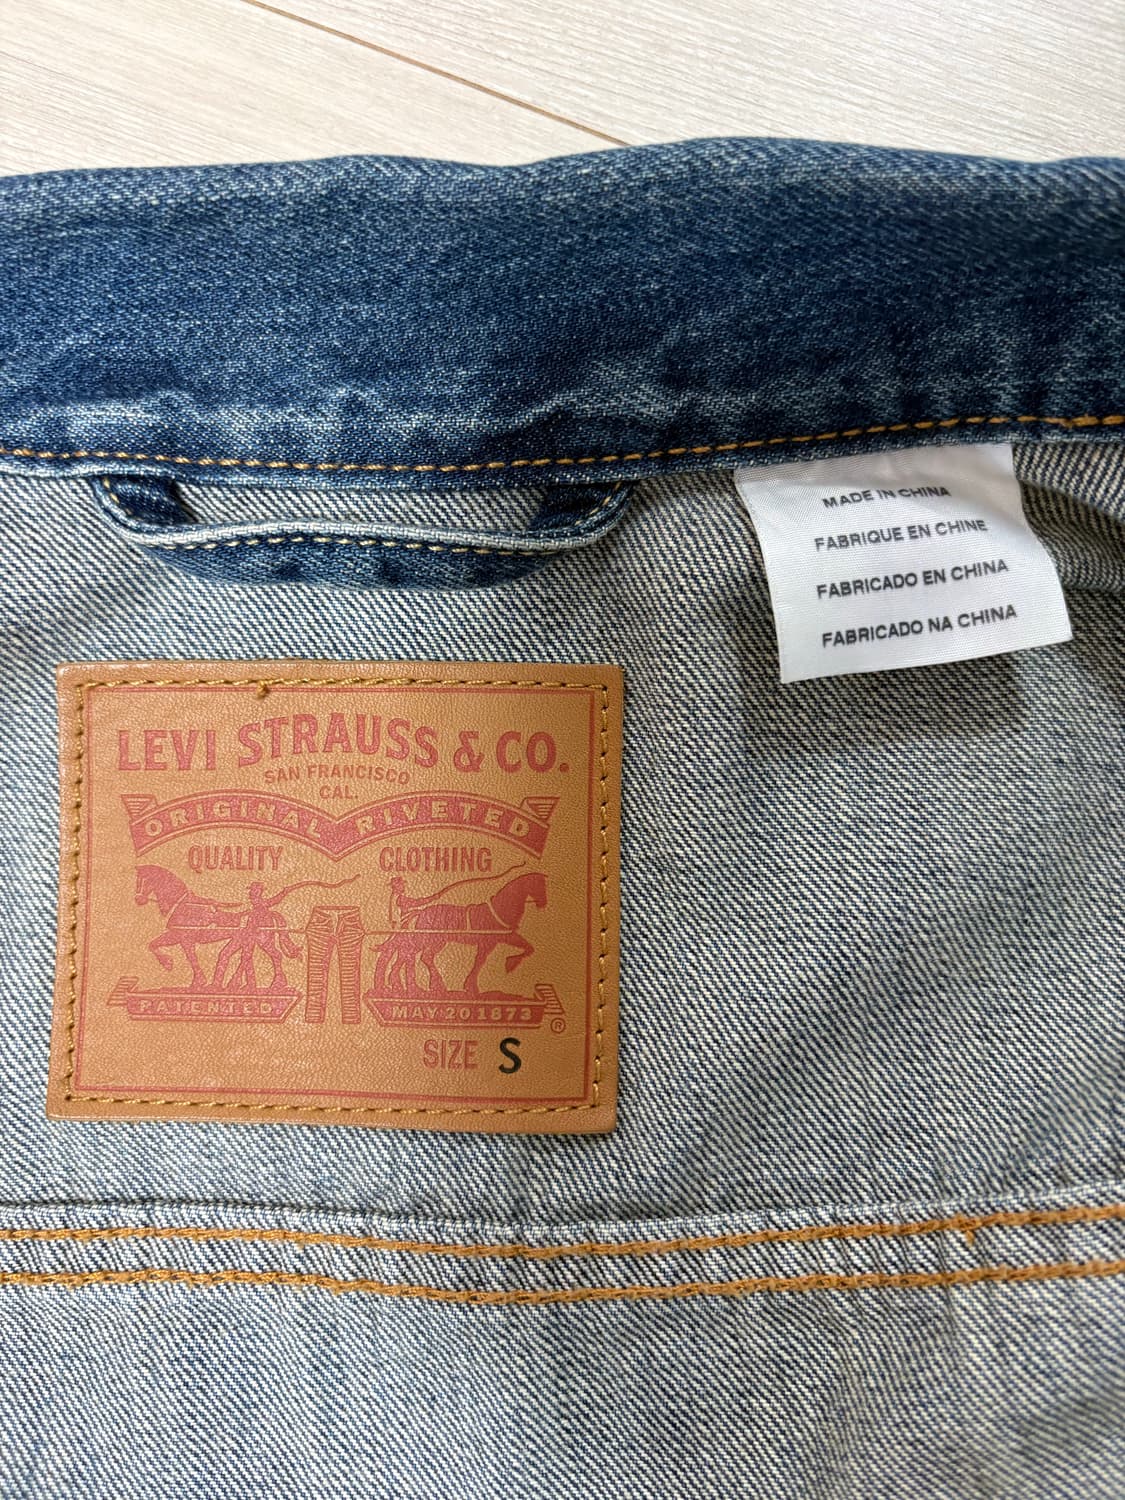 MADE IN CHINA
FABRIQUE EN CHINE
FABRICADO EN CHINA
FABRICADO NA CHINA
LEVI STRAUSS & CO.
SAN FRANCISCO
CAL.
ORIGINAL RIVETED
QUALITY CLOTHING
PATENTED MAY 20 1873
®
SIZE S